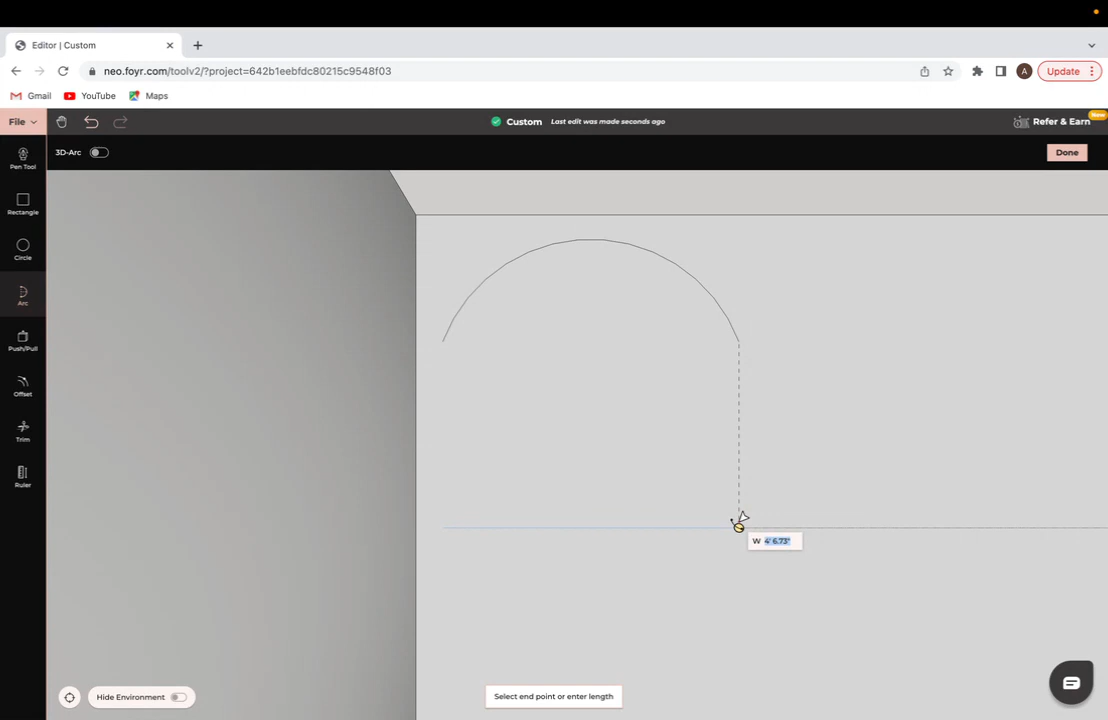 Editor | Custom
neo.foyr.com/toolv2/?project=642b1eebfdc80215c9548f03
A
Update
Gmail
YouTube
Maps
File
Custom
Last edit was made seconds ago
Refer & Earn
New
3D-Arc
Done
Pen Tool
Rectangle
Circle
Arc
Push/Pull
Offset
Trim
Ruler
W 4' 6.73"
Hide Environment
Select end point or enter length